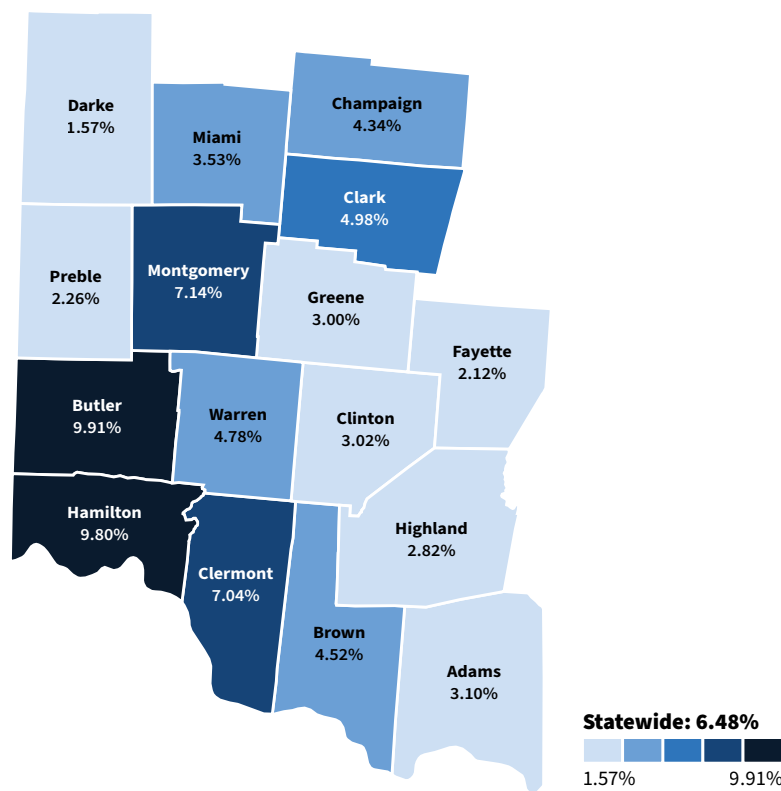 Darke
1.57%
Miami
3.53%
Champaign
4.34%
Clark
4.98%
Preble
2.26%
Montgomery
7.14%
Greene
3.00%
Fayette
2.12%
Butler
9.91%
Warren
4.78%
Clinton
3.02%
Hamilton
9.80%
Highland
2.82%
Clermont
7.04%
Brown
4.52%
Adams
3.10%
Statewide: 6.48%
1.57% 9.91%